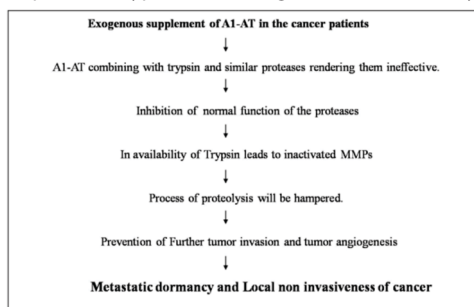 Exogenous supplement of A1-AT in the cancer patients
↓
A1-AT combining with trypsin and similar proteases rendering them ineffective.
↓
Inhibition of normal function of the proteases
↓
In availability of Trypsin leads to inactivated MMPs
↓
Process of proteolysis will be hampered.
↓
Prevention of Further tumor invasion and tumor angiogenesis
↓
Metastatic dormancy and Local non invasiveness of cancer